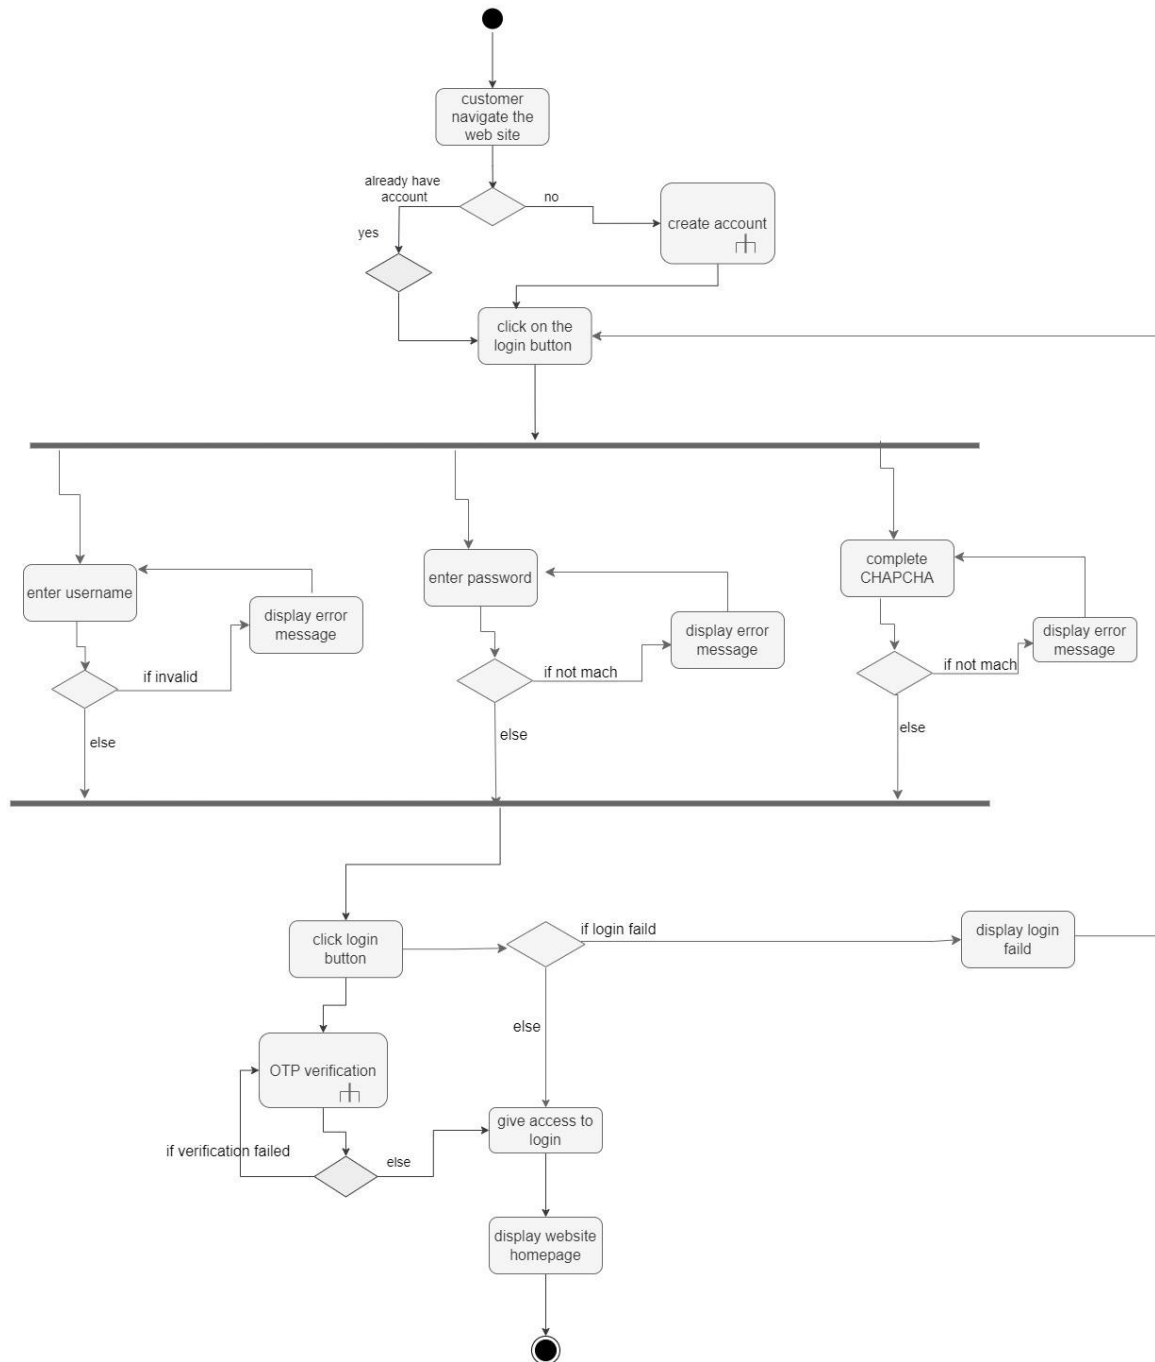 customer
navigate the
web site
already have
account
no
create account
yes
click on the
login button
enter username
display error
message
if invalid
else
enter password
display error
message
if not mach
else
complete
CHAPCHA
display error
message
if not mach
else
click login
button
if login faild
display login
faild
else
OTP verification
if verification failed
else
give access to
login
display website
homepage